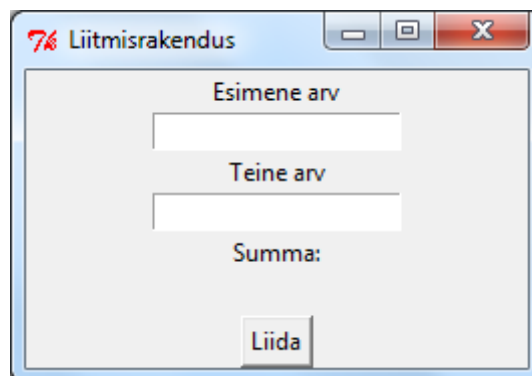 Liitmisrakendus
Esimene arv
Teine arv
Summa:
Liida